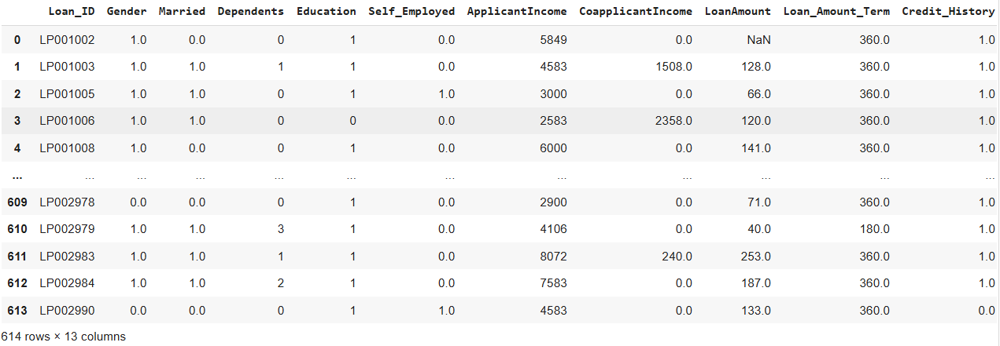 Loan_ID Gender Married Dependents Education Self_Employed ApplicantIncome CoapplicantIncome LoanAmount Loan_Amount_Term Credit_History
0 LP001002 1.0 0.0 0 1 0.0 5849 0.0 NaN 360.0 1.0
1 LP001003 1.0 1.0 1 1 0.0 4583 1508.0 128.0 360.0 1.0
2 LP001005 1.0 1.0 0 1 1.0 3000 0.0 66.0 360.0 1.0
3 LP001006 1.0 1.0 0 0 0.0 2583 2358.0 120.0 360.0 1.0
4 LP001008 1.0 0.0 0 1 0.0 6000 0.0 141.0 360.0 1.0
... ... ... ... ... ... ... ... ... ... ... ...
609 LP002978 0.0 0.0 0 1 0.0 2900 0.0 71.0 360.0 1.0
610 LP002979 1.0 1.0 3 1 0.0 4106 0.0 40.0 180.0 1.0
611 LP002983 1.0 1.0 1 1 0.0 8072 240.0 253.0 360.0 1.0
612 LP002984 1.0 1.0 2 1 0.0 7583 0.0 187.0 360.0 1.0
613 LP002990 0.0 0.0 0 1 1.0 4583 0.0 133.0 360.0 0.0
614 rows × 13 columns